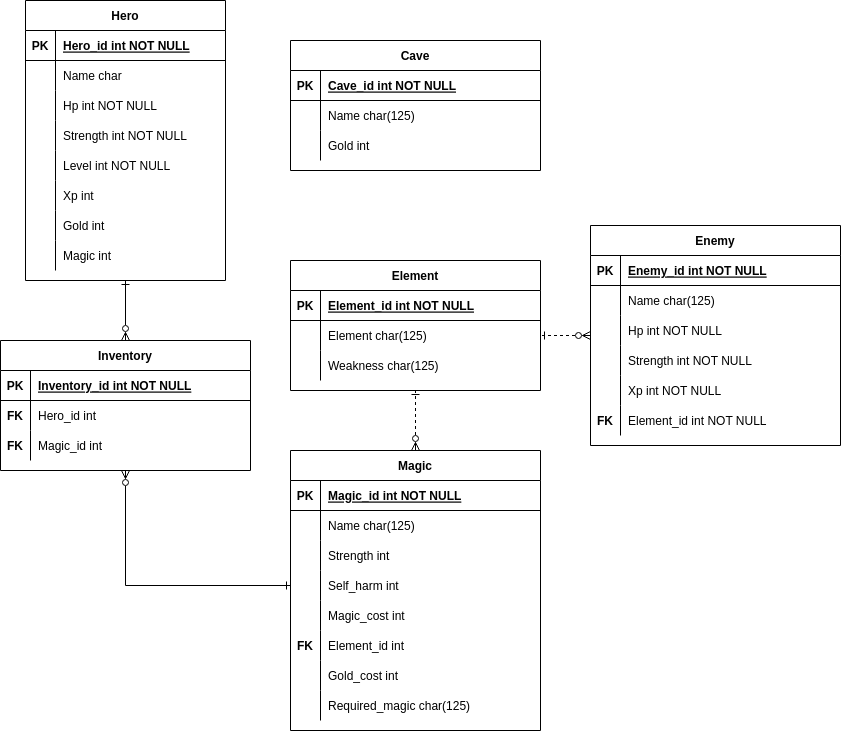 Hero
PK Hero_id int NOT NULL
Name char
Hp int NOT NULL
Strength int NOT NULL
Level int NOT NULL
Xp int
Gold int
Magic int
Cave
PK Cave_id int NOT NULL
Name char(125)
Gold int
Element
PK Element_id int NOT NULL
Element char(125)
Weakness char(125)
Enemy
PK Enemy_id int NOT NULL
Name char(125)
Hp int NOT NULL
Strength int NOT NULL
Xp int NOT NULL
FK Element_id int NOT NULL
Inventory
PK Inventory_id int NOT NULL
FK Hero_id int
FK Magic_id int
Magic
PK Magic_id int NOT NULL
Name char(125)
Strength int
Self_harm int
Magic_cost int
FK Element_id int
Gold_cost int
Required_magic char(125)